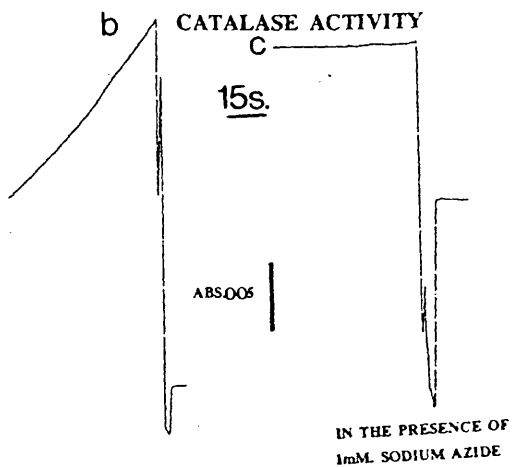 b CATALASE ACTIVITY
C
15s.
ABS.005
IN THE PRESENCE OF
1mM. SODIUM AZIDE